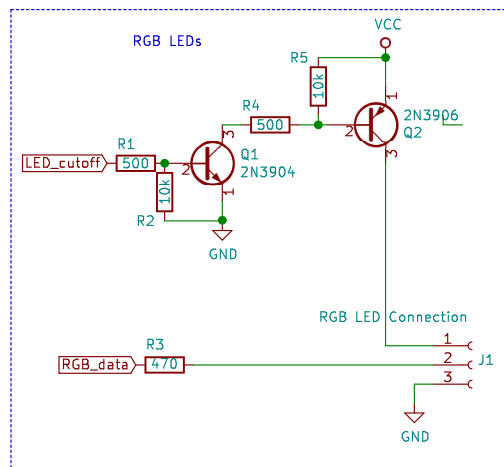 RGB LEDs
VCC
R5
10k
1
R4
500
2
2N3906
Q2
3
R1
LED_cutoff
500
3
2
Q1
2N3904
10k
R2
1
GND
RGB LED Connection
1
R3
2
J1
RGB_data
470
3
GND